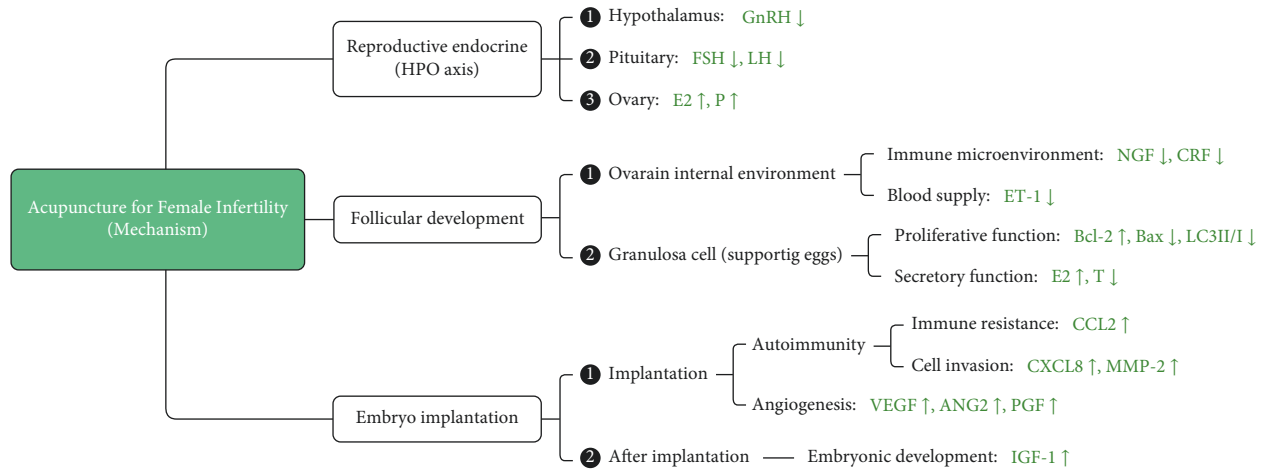 Acupuncture for Female Infertility
(Mechanism)
Reproductive endocrine
(HPO axis)
❶ Hypothalamus: GnRH ↓
❷ Pituitary: FSH ↓, LH ↓
❸ Ovary: E2 ↑, P ↑
Follicular development
❶ Ovarain internal environment
Immune microenvironment: NGF ↓, CRF ↓
Blood supply: ET-1 ↓
❷ Granulosa cell (supportig eggs)
Proliferative function: Bcl-2 ↑, Bax ↓, LC3II/I ↓
Secretory function: E2 ↑, T ↓
Embryo implantation
❶ Implantation
Autoimmunity
Immune resistance: CCL2 ↑
Cell invasion: CXCL8 ↑, MMP-2 ↑
Angiogenesis: VEGF ↑, ANG2 ↑, PGF ↑
❷ After implantation
Embryonic development: IGF-1 ↑